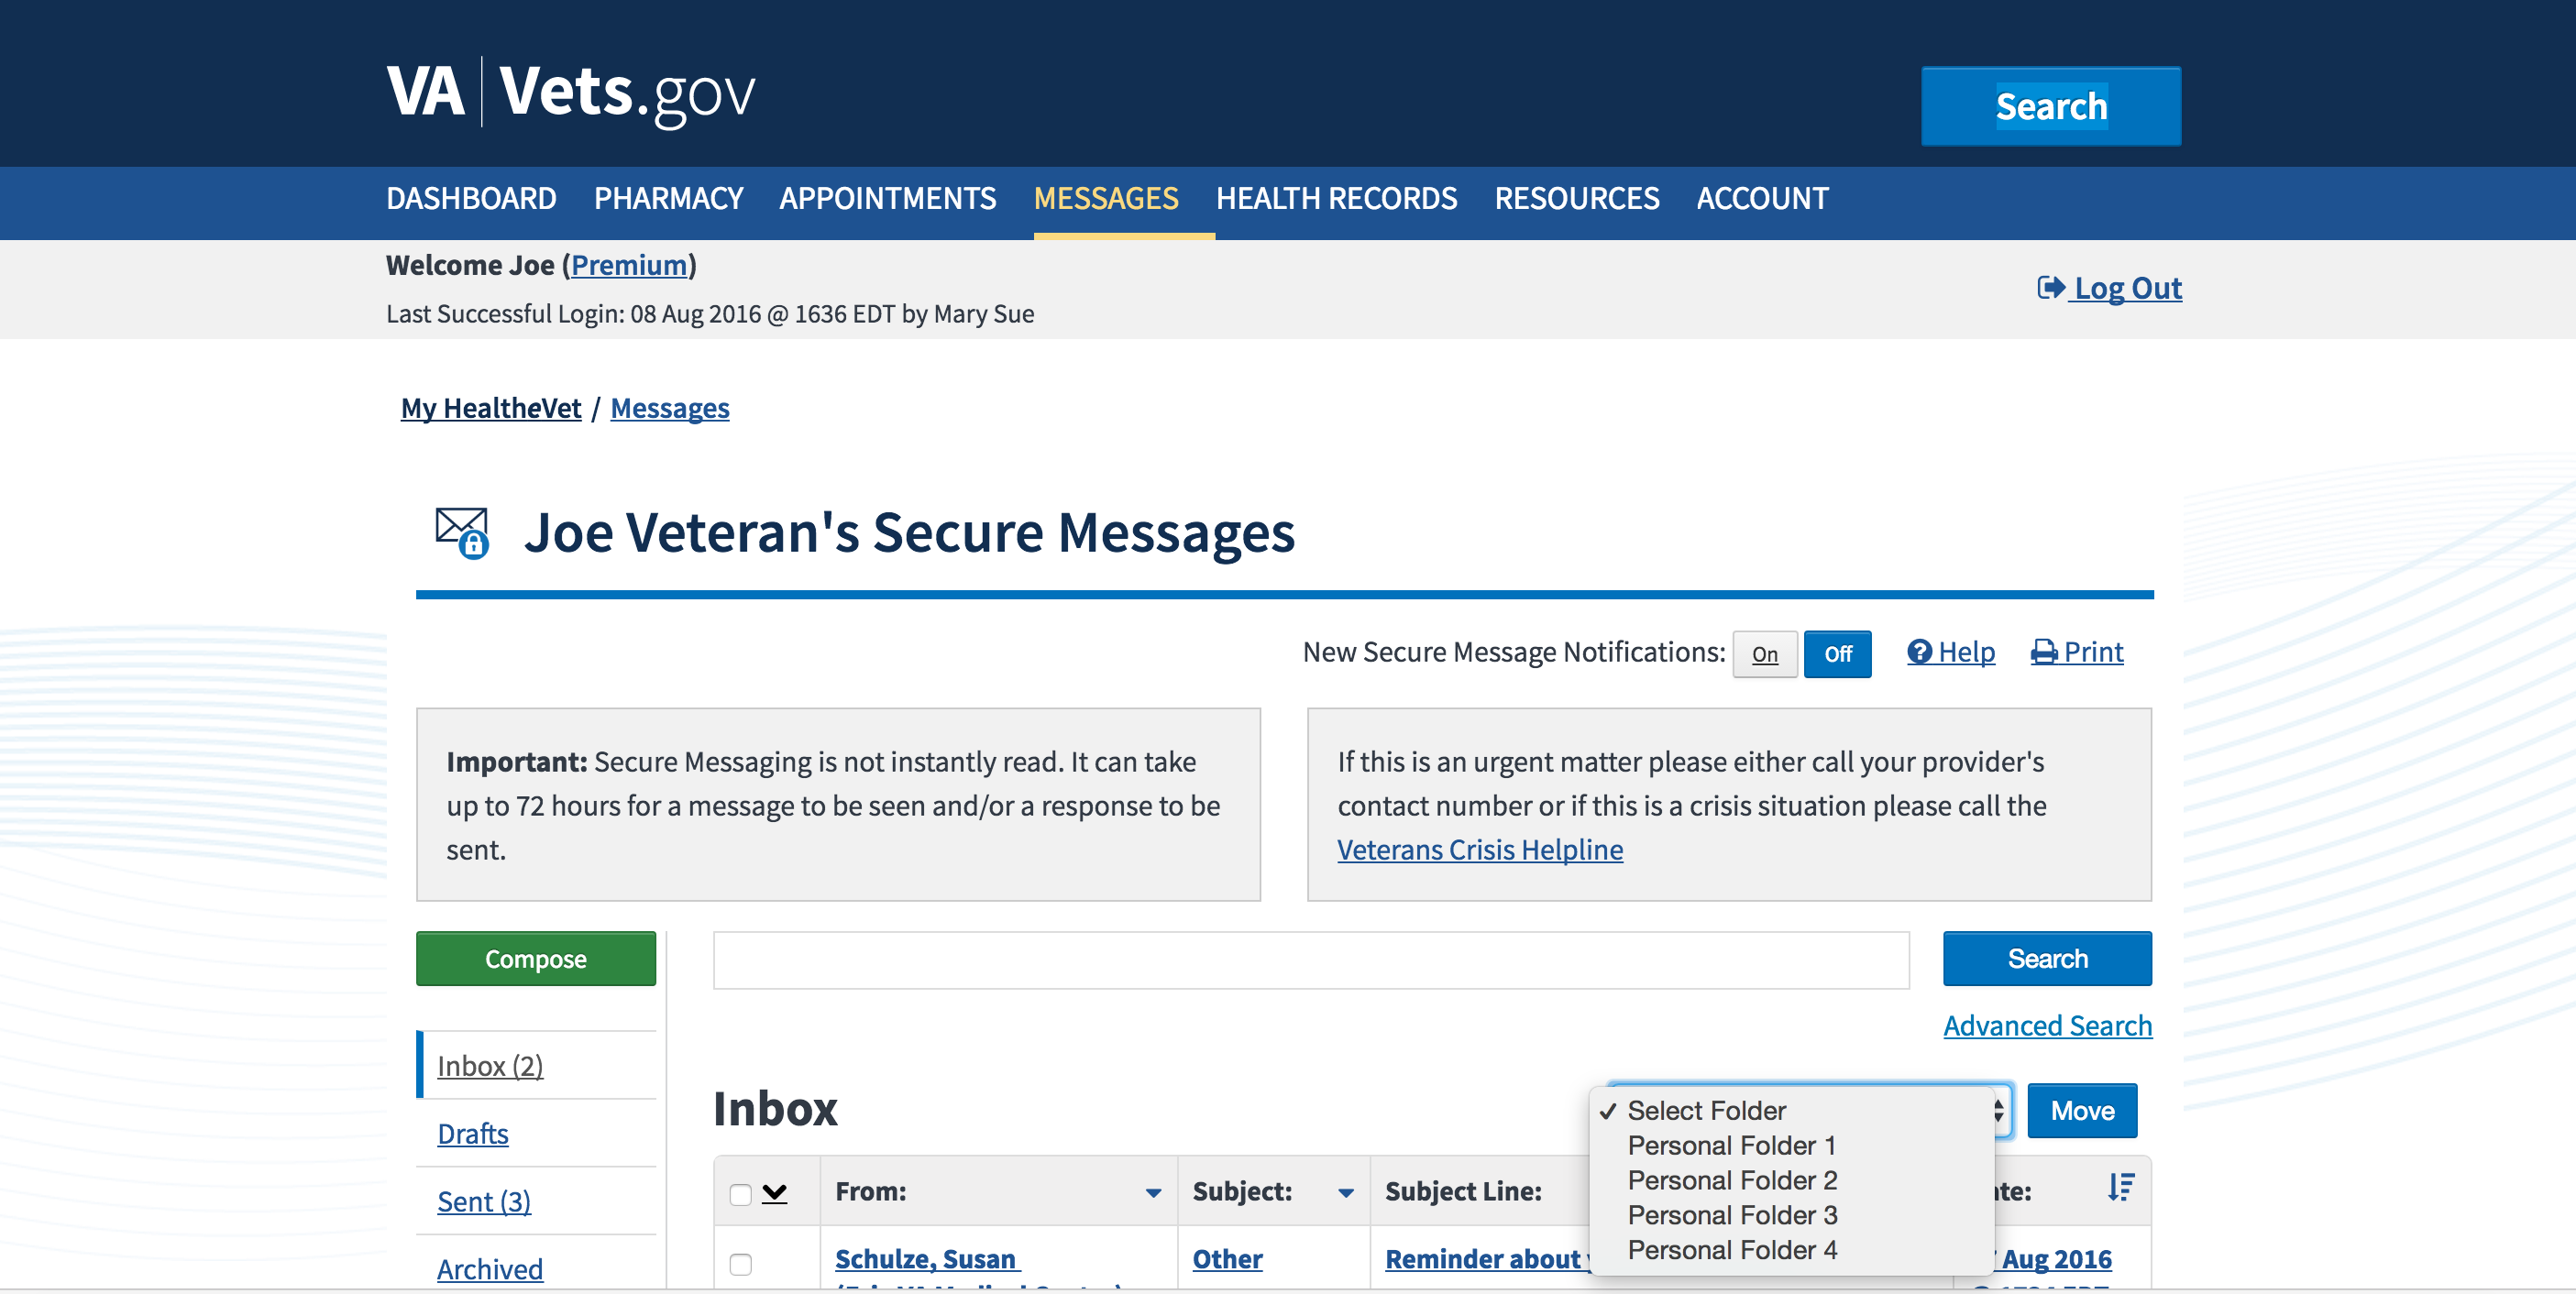 VA | Vets.gov
Search
DASHBOARD PHARMACY APPOINTMENTS MESSAGES HEALTH RECORDS RESOURCES ACCOUNT
Welcome Joe (Premium)
Last Successful Login: 08 Aug 2016 @ 1636 EDT by Mary Sue
Log Out
My HealtheVet / Messages
Joe Veteran's Secure Messages
New Secure Message Notifications: On Off Help Print
Important: Secure Messaging is not instantly read. It can take
up to 72 hours for a message to be seen and/or a response to be
sent.
If this is an urgent matter please either call your provider's
contact number or if this is a crisis situation please call the
Veterans Crisis Helpline
Compose
Search
Advanced Search
Inbox (2)
Drafts
Sent (3)
Archived
Inbox
✓ Select Folder
Personal Folder 1
Personal Folder 2
Personal Folder 3
Personal Folder 4
Move
From: Subject: Subject Line:
Schulze, Susan Other Reminder about Aug 2016